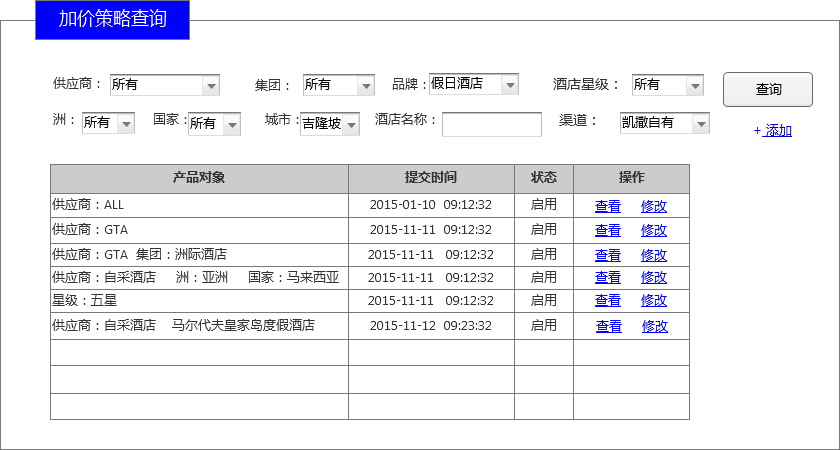 加价策略查询
供应商： 所有 集团： 所有 品牌： 假日酒店 酒店星级： 所有 查询
洲： 所有 国家： 所有 城市： 吉隆坡 酒店名称： 渠道： 凯撒自有 + 添加
产品对象 提交时间 状态 操作
供应商：ALL 2015-01-10 09:12:32 启用 查看 修改
供应商：GTA 2015-11-11 09:12:32 启用 查看 修改
供应商：GTA 集团：洲际酒店 2015-11-11 09:12:32 启用 查看 修改
供应商：自采酒店 洲：亚洲 国家：马来西亚 2015-11-11 09:12:32 启用 查看 修改
星级：五星 2015-11-11 09:12:32 启用 查看 修改
供应商：自采酒店 马尔代夫皇家岛度假酒店 2015-11-12 09:23:32 启用 查看 修改